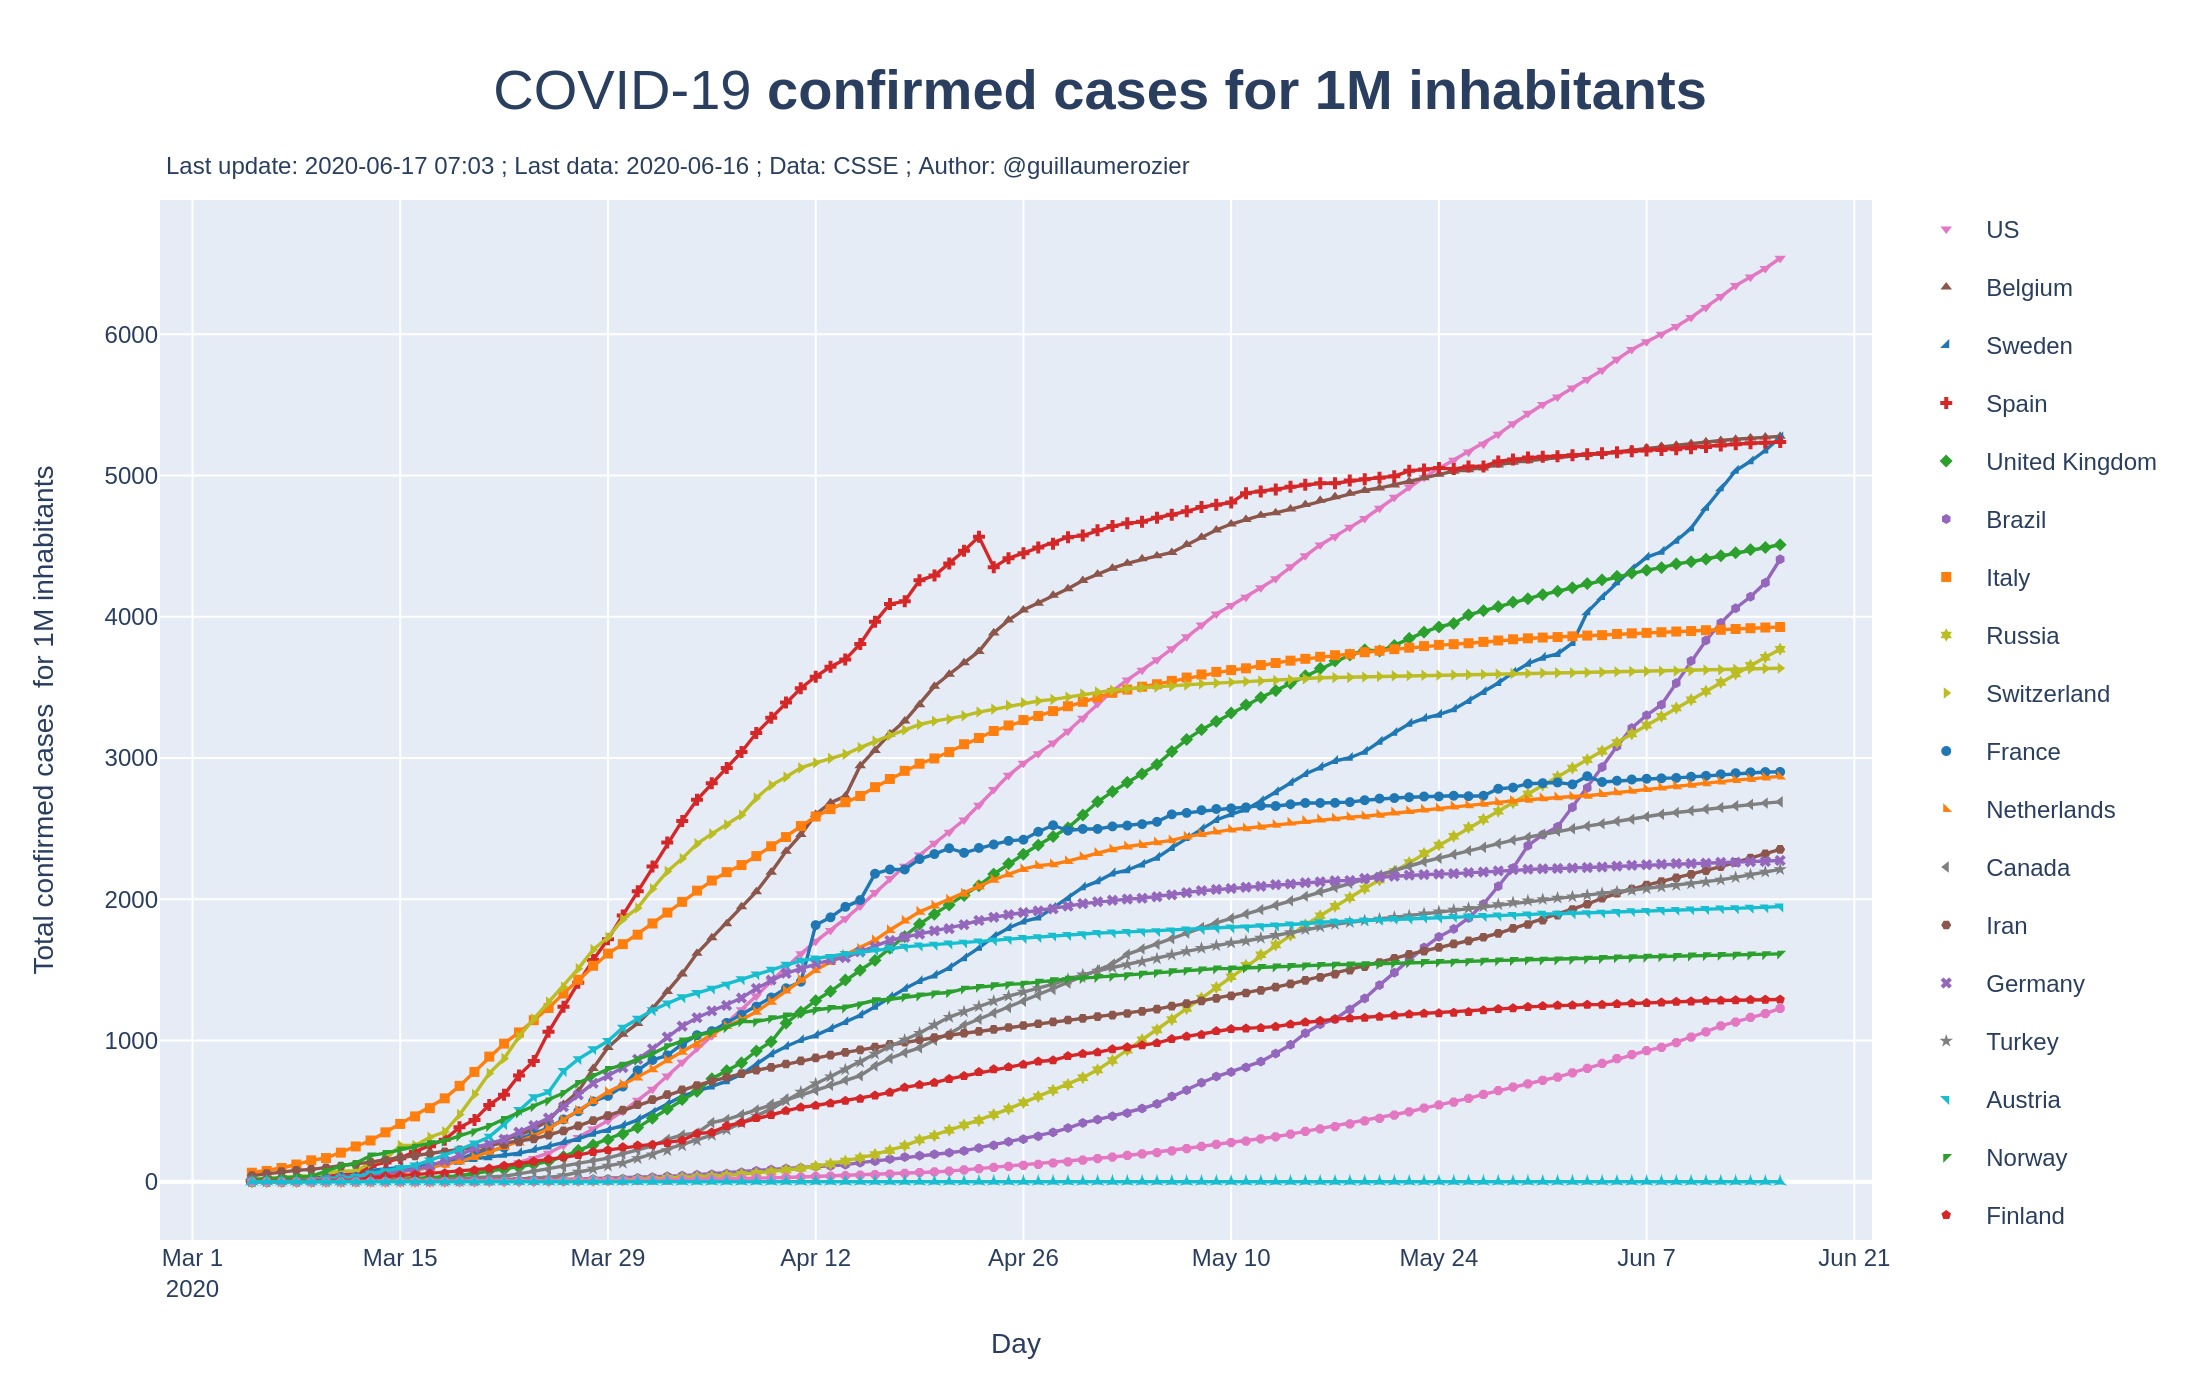 COVID-19 confirmed cases for 1M inhabitants
Last update: 2020-06-17 07:03 ; Last data: 2020-06-16 ; Data: CSSE ; Author: @guillaumerozier
Total confirmed cases  for 1M inhabitants
6000
5000
4000
3000
2000
1000
0
Mar 1
2020
Mar 15
Mar 29
Apr 12
Apr 26
May 10
May 24
Jun 7
Jun 21
Day
US
Belgium
Sweden
Spain
United Kingdom
Brazil
Italy
Russia
Switzerland
France
Netherlands
Canada
Iran
Germany
Turkey
Austria
Norway
Finland